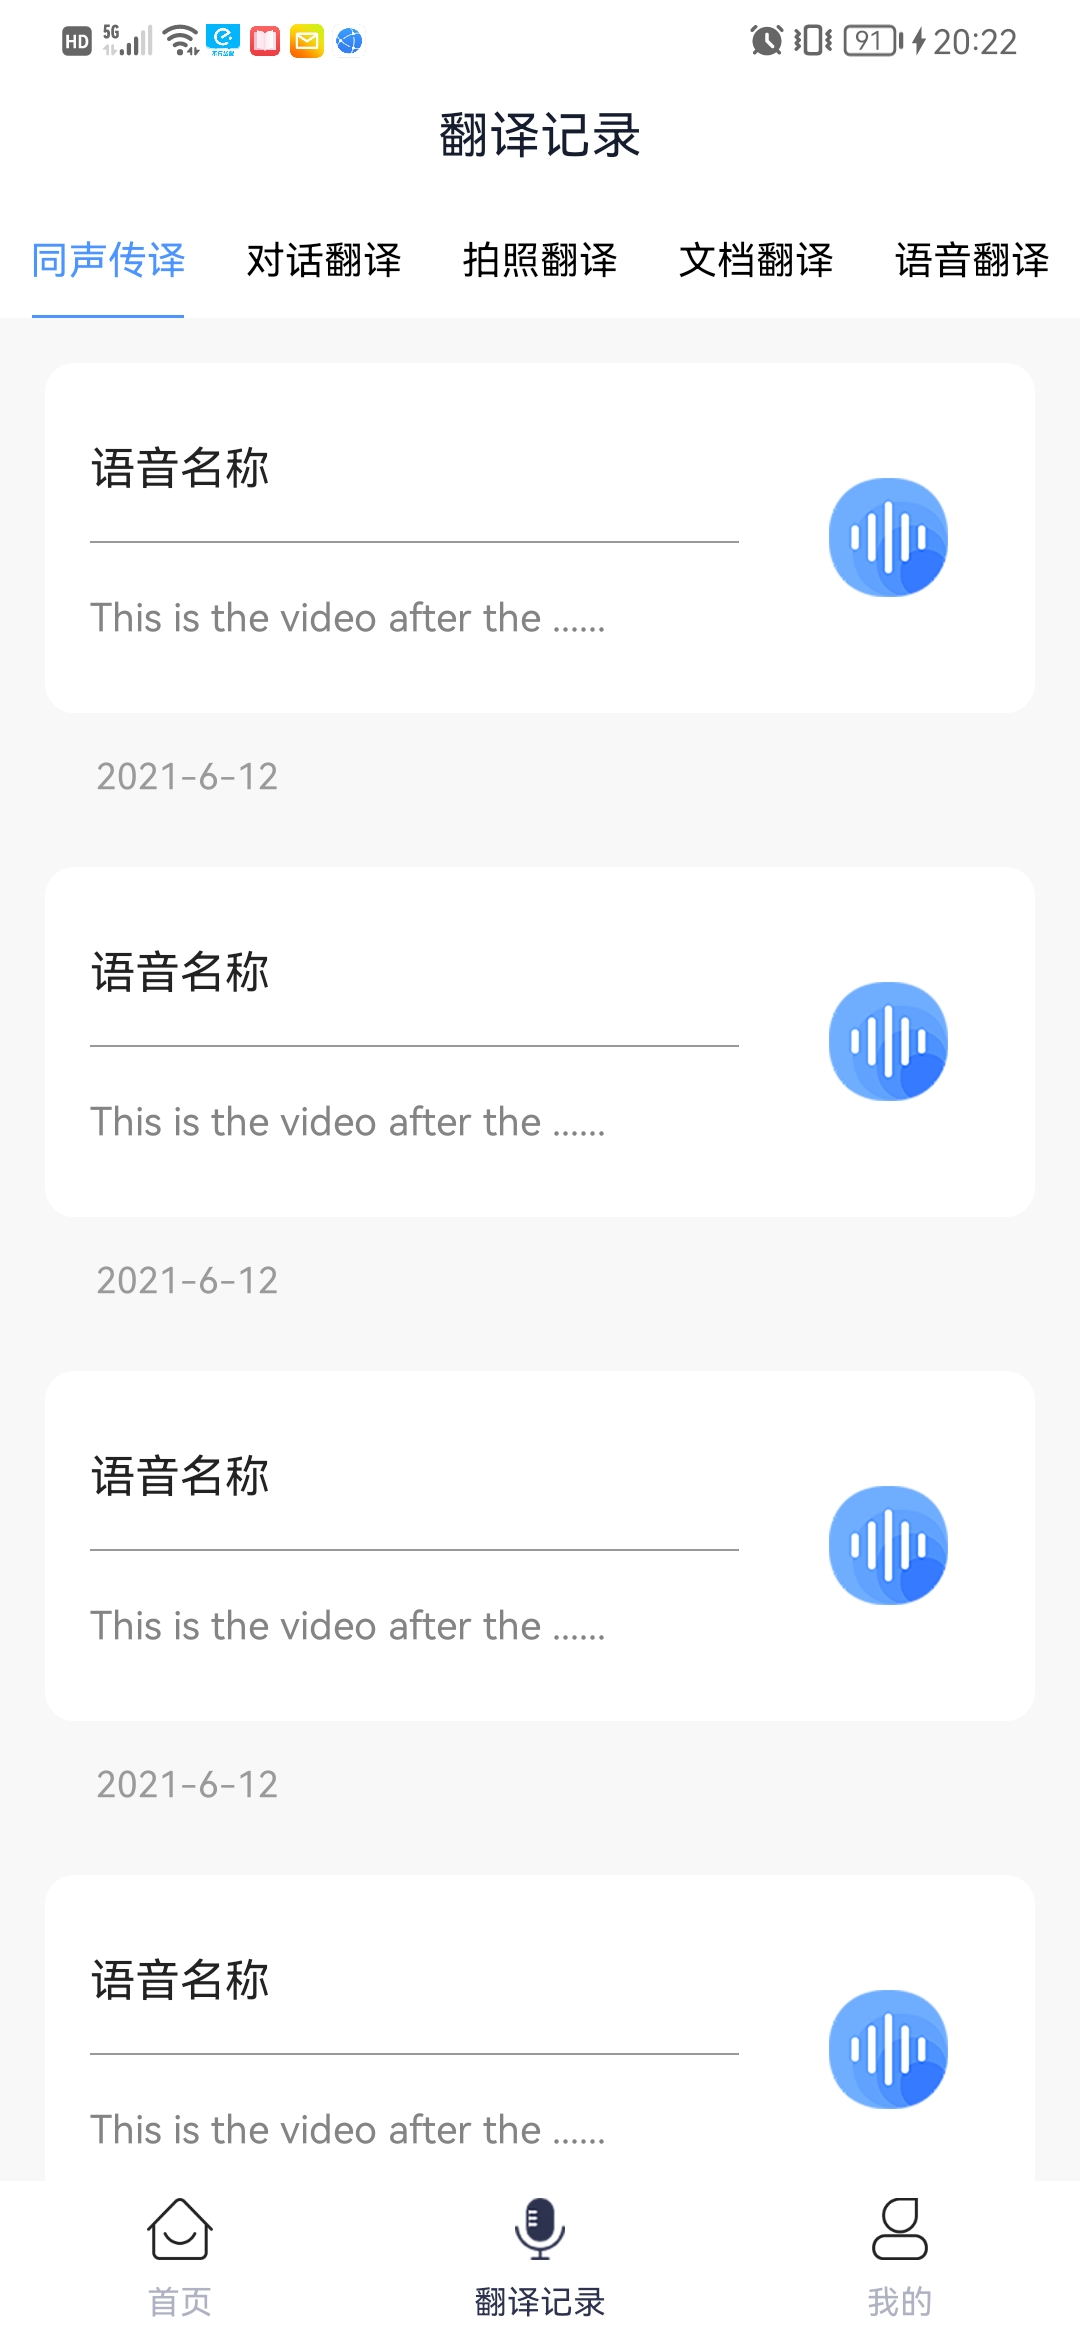 HD 5G 91 20:22
翻译记录
同声传译 对话翻译 拍照翻译 文档翻译 语音翻译
语音名称
This is the video after the ......
2021-6-12
语音名称
This is the video after the ......
2021-6-12
语音名称
This is the video after the ......
2021-6-12
语音名称
This is the video after the ......
首页 翻译记录 我的